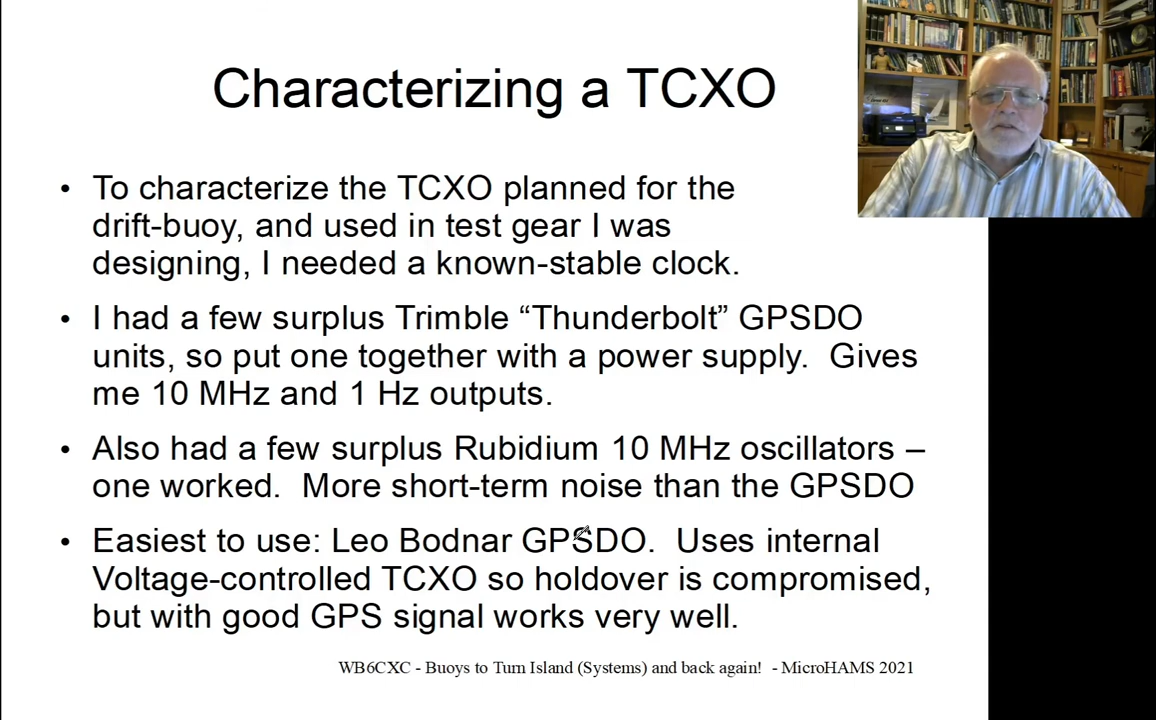 Characterizing a TCXO
• To characterize the TCXO planned for the
drift-buoy, and used in test gear I was
designing, I needed a known-stable clock.
• I had a few surplus Trimble “Thunderbolt” GPSDO
units, so put one together with a power supply.  Gives
me 10 MHz and 1 Hz outputs.
• Also had a few surplus Rubidium 10 MHz oscillators –
one worked.  More short-term noise than the GPSDO
• Easiest to use: Leo Bodnar GPSDO.  Uses internal
Voltage-controlled TCXO so holdover is compromised,
but with good GPS signal works very well.
WB6CXC - Buoys to Turn Island (Systems) and back again!  - MicroHAMS 2021